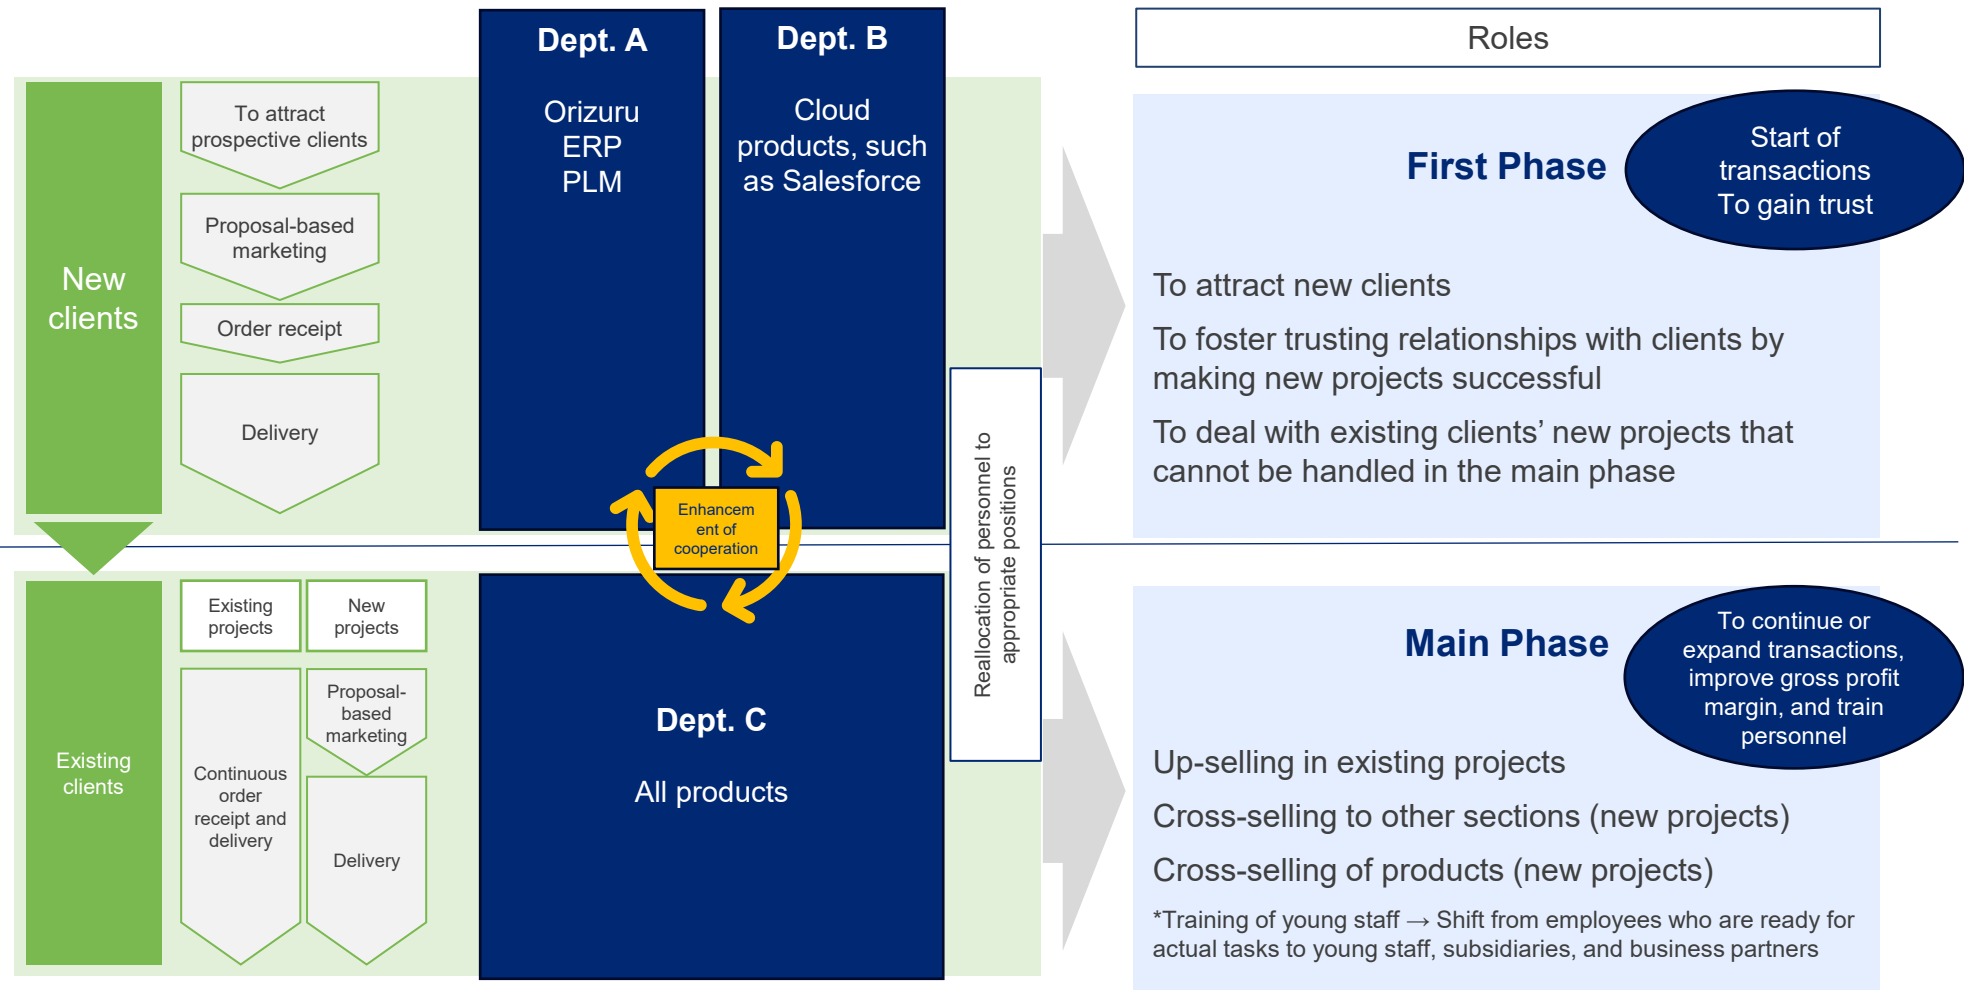 Dept. A
Orizuru
ERP
PLM
Dept. B
Cloud
products, such
as Salesforce
Roles
New
clients
To attract
prospective clients
Proposal-based
marketing
Order receipt
Delivery
First Phase
Start of
transactions
To gain trust
To attract new clients
To foster trusting relationships with clients by
making new projects successful
To deal with existing clients’ new projects that
cannot be handled in the main phase
Enhancem
ent of
cooperation
Reallocation of personnel to
appropriate positions
Existing
clients
Existing
projects
New
projects
Continuous
order
receipt and
delivery
Proposal-
based
marketing
Delivery
Dept. C
All products
Main Phase
To continue or
expand transactions,
improve gross profit
margin, and train
personnel
Up-selling in existing projects
Cross-selling to other sections (new projects)
Cross-selling of products (new projects)
*Training of young staff → Shift from employees who are ready for
actual tasks to young staff, subsidiaries, and business partners